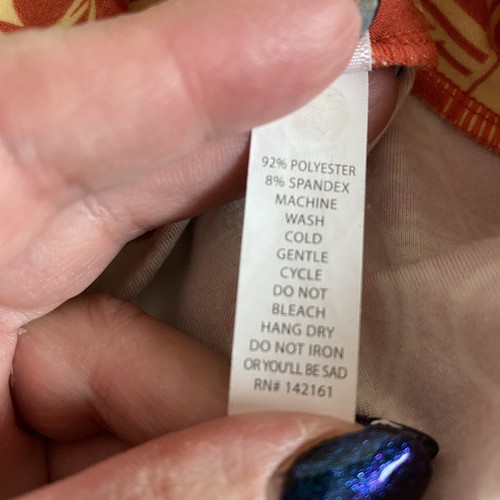 92% POLYESTER
8% SPANDEX
MACHINE
WASH
COLD
GENTLE
CYCLE
DO NOT
BLEACH
HANG DRY
DO NOT IRON
OR YOU'LL BE SAD
RN# 142161